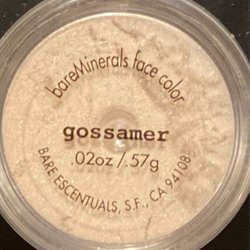 bareMinerals face color
gossamer
.02oz/.57g
BARE ESCENTUALS, S.F., CA 94108